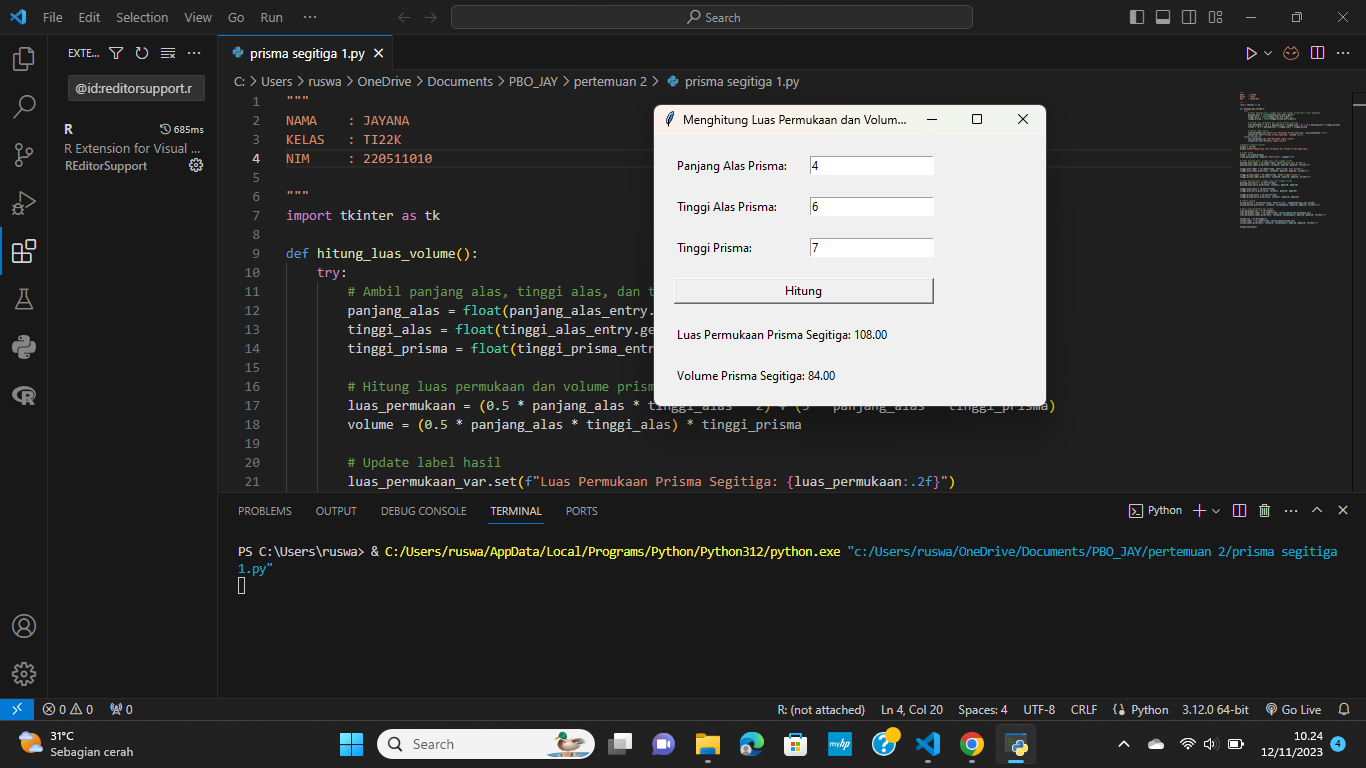 File Edit Selection View Go Run ··· Search
EXTE... ···
@id:reditorsupport.r
R 685ms
R Extension for Visual ...
REditorSupport
prisma segitiga 1.py
C: > Users > ruswa > OneDrive > Documents > PBO_JAY > pertemuan 2 > prisma segitiga 1.py
1 """
2 NAMA : JAYANA
3 KELAS : TI22K
4 NIM : 220511010
5
6 """
7 import tkinter as tk
8
9 def hitung_luas_volume():
10 try:
11 # Ambil panjang alas, tinggi alas, dan t
12 panjang_alas = float(panjang_alas_entry.
13 tinggi_alas = float(tinggi_alas_entry.ge
14 tinggi_prisma = float(tinggi_prisma_entr
15
16 # Hitung luas permukaan dan volume prism
17 luas_permukaan = (0.5 * panjang_alas * tinggi_alas
18 volume = (0.5 * panjang_alas * tinggi_alas) * tinggi_prisma
19
20 # Update label hasil
21 luas_permukaan_var.set(f"Luas Permukaan Prisma Segitiga: {luas_permukaan:.2f}")
Menghitung Luas Permukaan dan Volum...
Panjang Alas Prisma: 4
Tinggi Alas Prisma: 6
Tinggi Prisma: 7
Hitung
Luas Permukaan Prisma Segitiga: 108.00
Volume Prisma Segitiga: 84.00
PROBLEMS OUTPUT DEBUG CONSOLE TERMINAL PORTS Python
PS C:\Users\ruswa> & C:/Users/ruswa/AppData/Local/Programs/Python/Python312/python.exe "c:/Users/ruswa/OneDrive/Documents/PBO_JAY/pertemuan 2/prisma segitiga
1.py"
0 0 0 R: (not attached) Ln 4, Col 20 Spaces: 4 UTF-8 CRLF Python 3.12.0 64-bit Go Live
31°C
Sebagian cerah
Search
10.24
12/11/2023
4